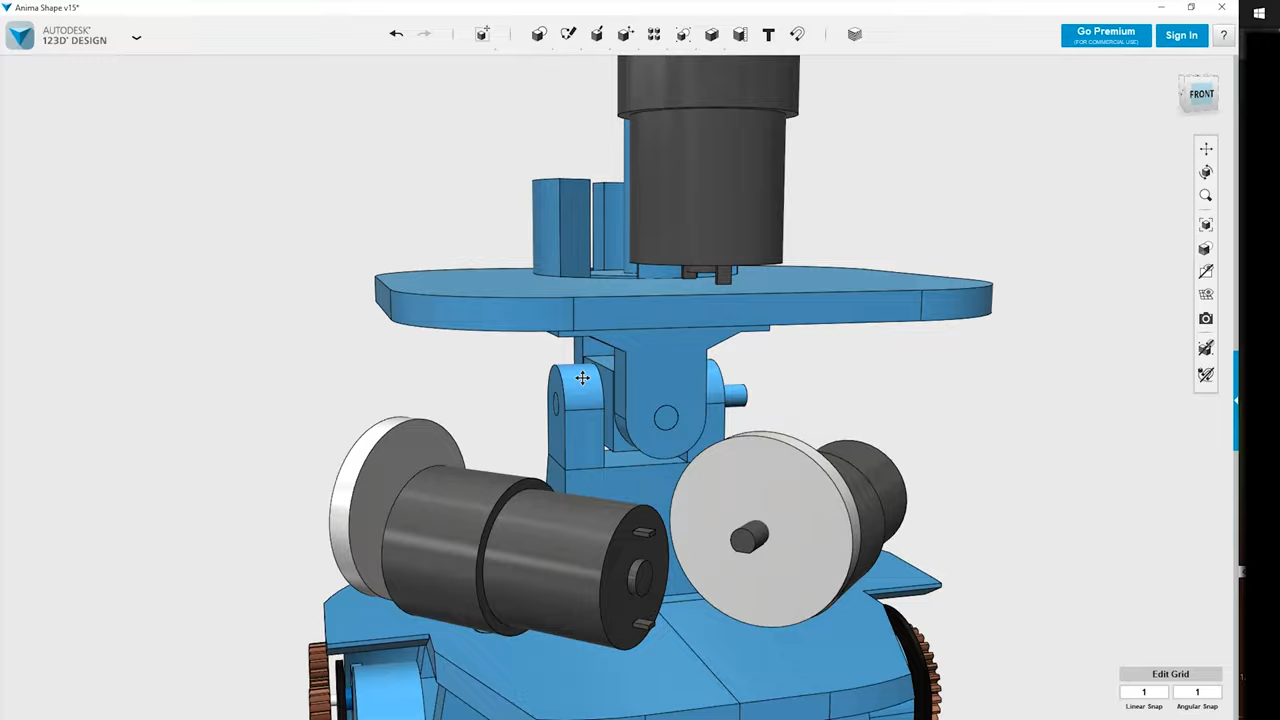 Anima Shape v15*
AUTODESK®
123D® DESIGN
T
Go Premium
(FOR COMMERCIAL USE)
Sign In
?
FRONT
Edit Grid
1
1
Linear Snap
Angular Snap